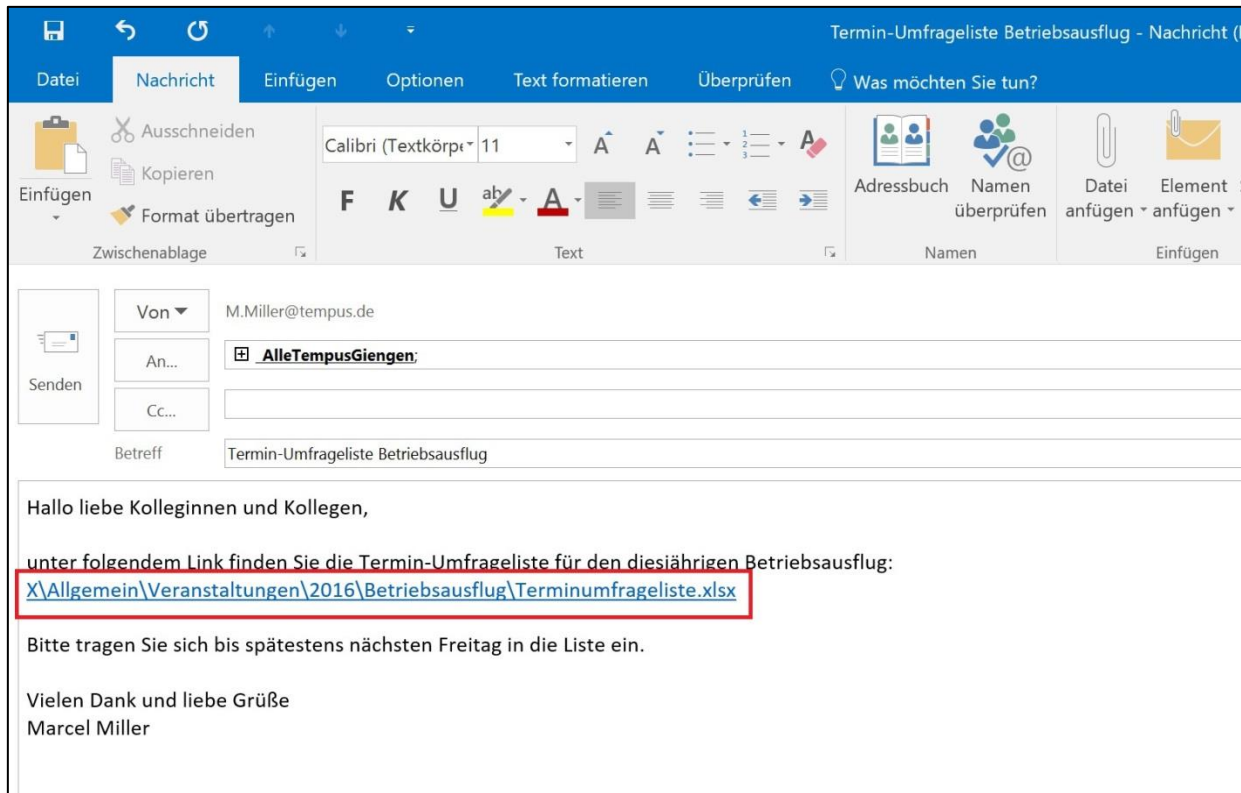 Termin-Umfrageliste Betriebsausflug - Nachricht (
Datei Nachricht Einfügen Optionen Text formatieren Überprüfen Was möchten Sie tun?
Einfügen
Ausschneiden
Kopieren
Format übertragen
Zwischenablage
Calibri (Textkörpe 11
F K U
Text
Adressbuch
Namen überprüfen
Namen
Datei anfügen
Element anfügen
Einfügen
Senden
Von M.Miller@tempus.de
An... _AlleTempusGiengen;
Cc...
Betreff Termin-Umfrageliste Betriebsausflug
Hallo liebe Kolleginnen und Kollegen,
unter folgendem Link finden Sie die Termin-Umfrageliste für den diesjährigen Betriebsausflug:
X\Allgemein\Veranstaltungen\2016\Betriebsausflug\Terminumfrageliste.xlsx
Bitte tragen Sie sich bis spätestens nächsten Freitag in die Liste ein.
Vielen Dank und liebe Grüße
Marcel Miller